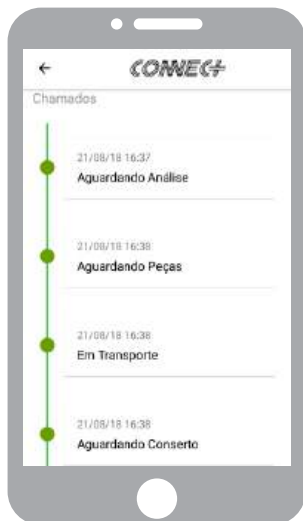 CONNECT
Chamados
21/08/18 16:37
Aguardando Análise
21/08/18 16:38
Aguardando Peças
21/08/18 16:38
Em Transporte
21/08/18 16:38
Aguardando Conserto